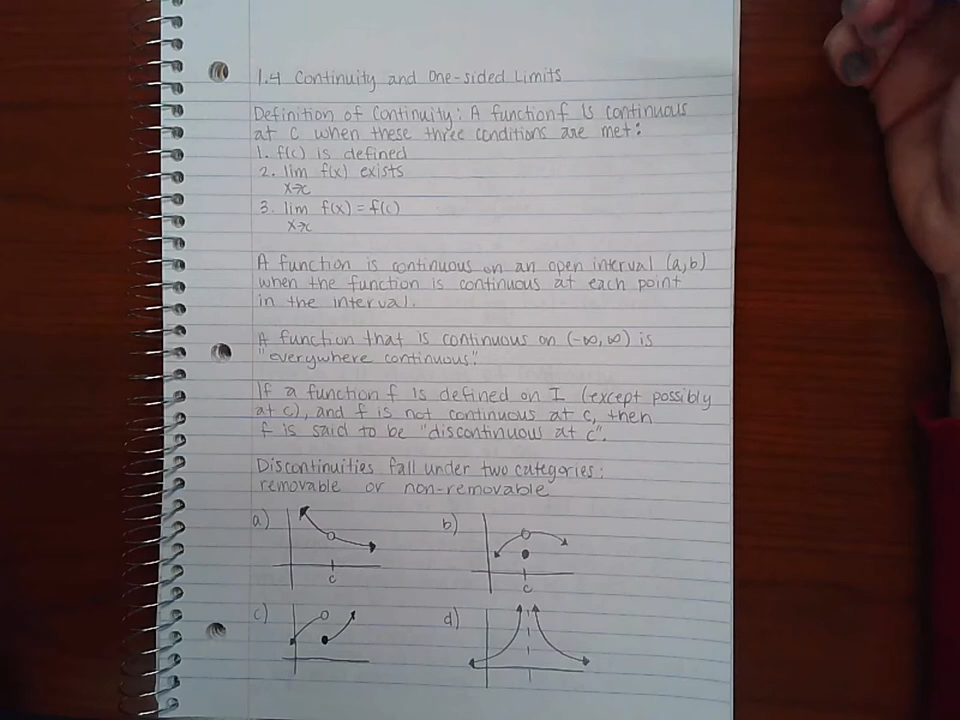 1.4 Continuity and One-sided Limits
Definition of Continuity: A function f is continuous
at c when these three conditions are met:
1. f(c) is defined
2. lim f(x) exists
x→c
3. lim f(x) = f(c)
x→c
A function is continuous on an open interval (a,b)
when the function is continuous at each point
in the interval.
A function that is continuous on (-∞,∞) is
"everywhere continuous."
If a function f is defined on I (except possibly
at c), and f is not continuous at c, then
f is said to be "discontinuous at c".
Discontinuities fall under two categories:
removable or non-removable
a) b)
c c
c) d)